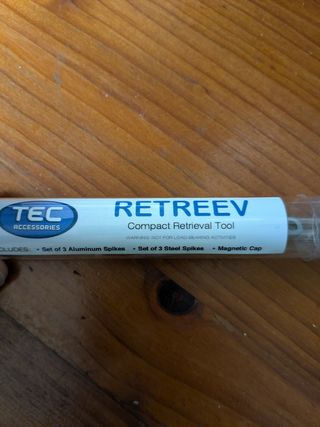 TEC
ACCESSORIES
RETREEV
Compact Retrieval Tool
WARNING: NOT FOR LOAD BEARING ACTIVITIES
CLUDES: • Set of 3 Aluminum Spikes • Set of 3 Steel Spikes • Magnetic Cap